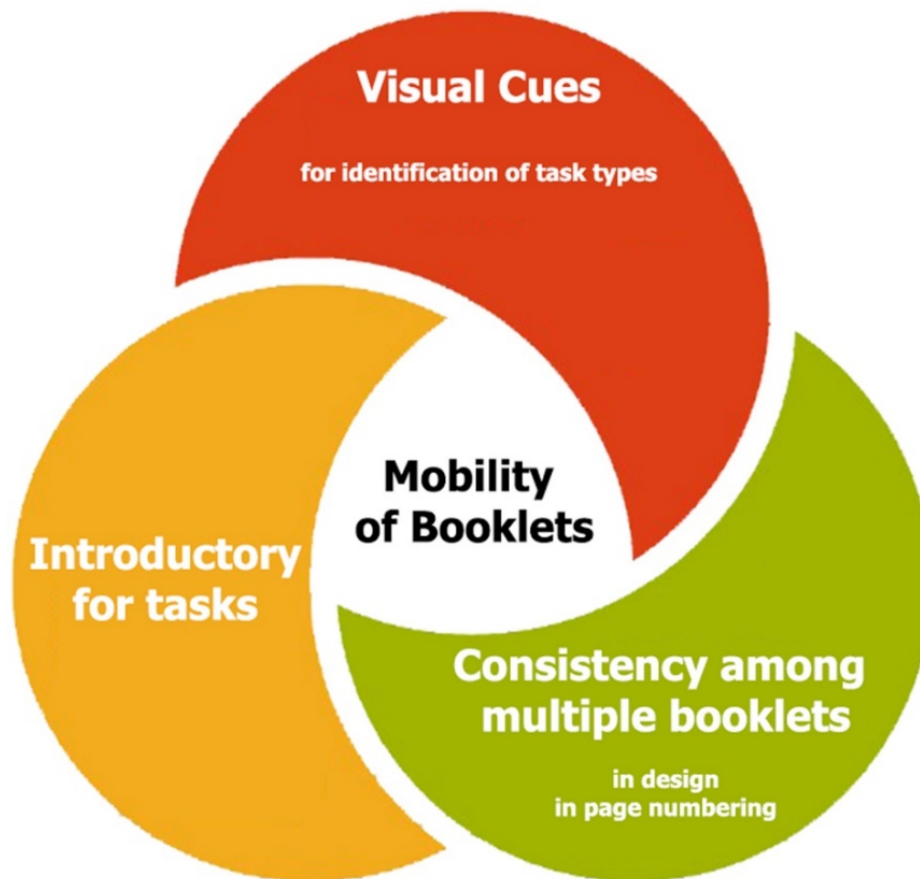 Visual Cues
for identification of task types
Mobility
of Booklets
Introductory
for tasks
Consistency among
multiple booklets
in design
in page numbering